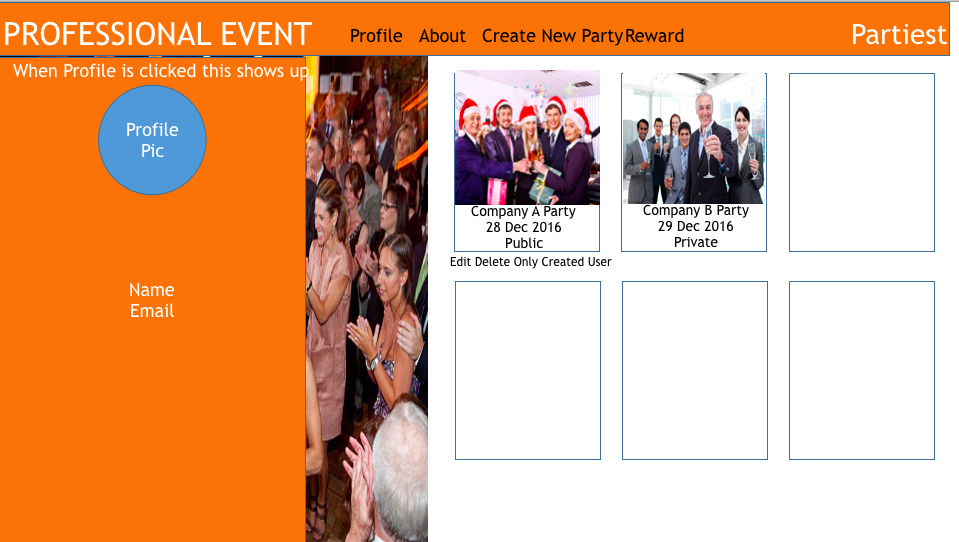 PROFESSIONAL EVENT
Profile About Create New Party Reward
Partiest
When Profile is clicked this shows up
Profile
Pic
Name
Email
Company A Party
28 Dec 2016
Public
Edit Delete Only Created User
Company B Party
29 Dec 2016
Private